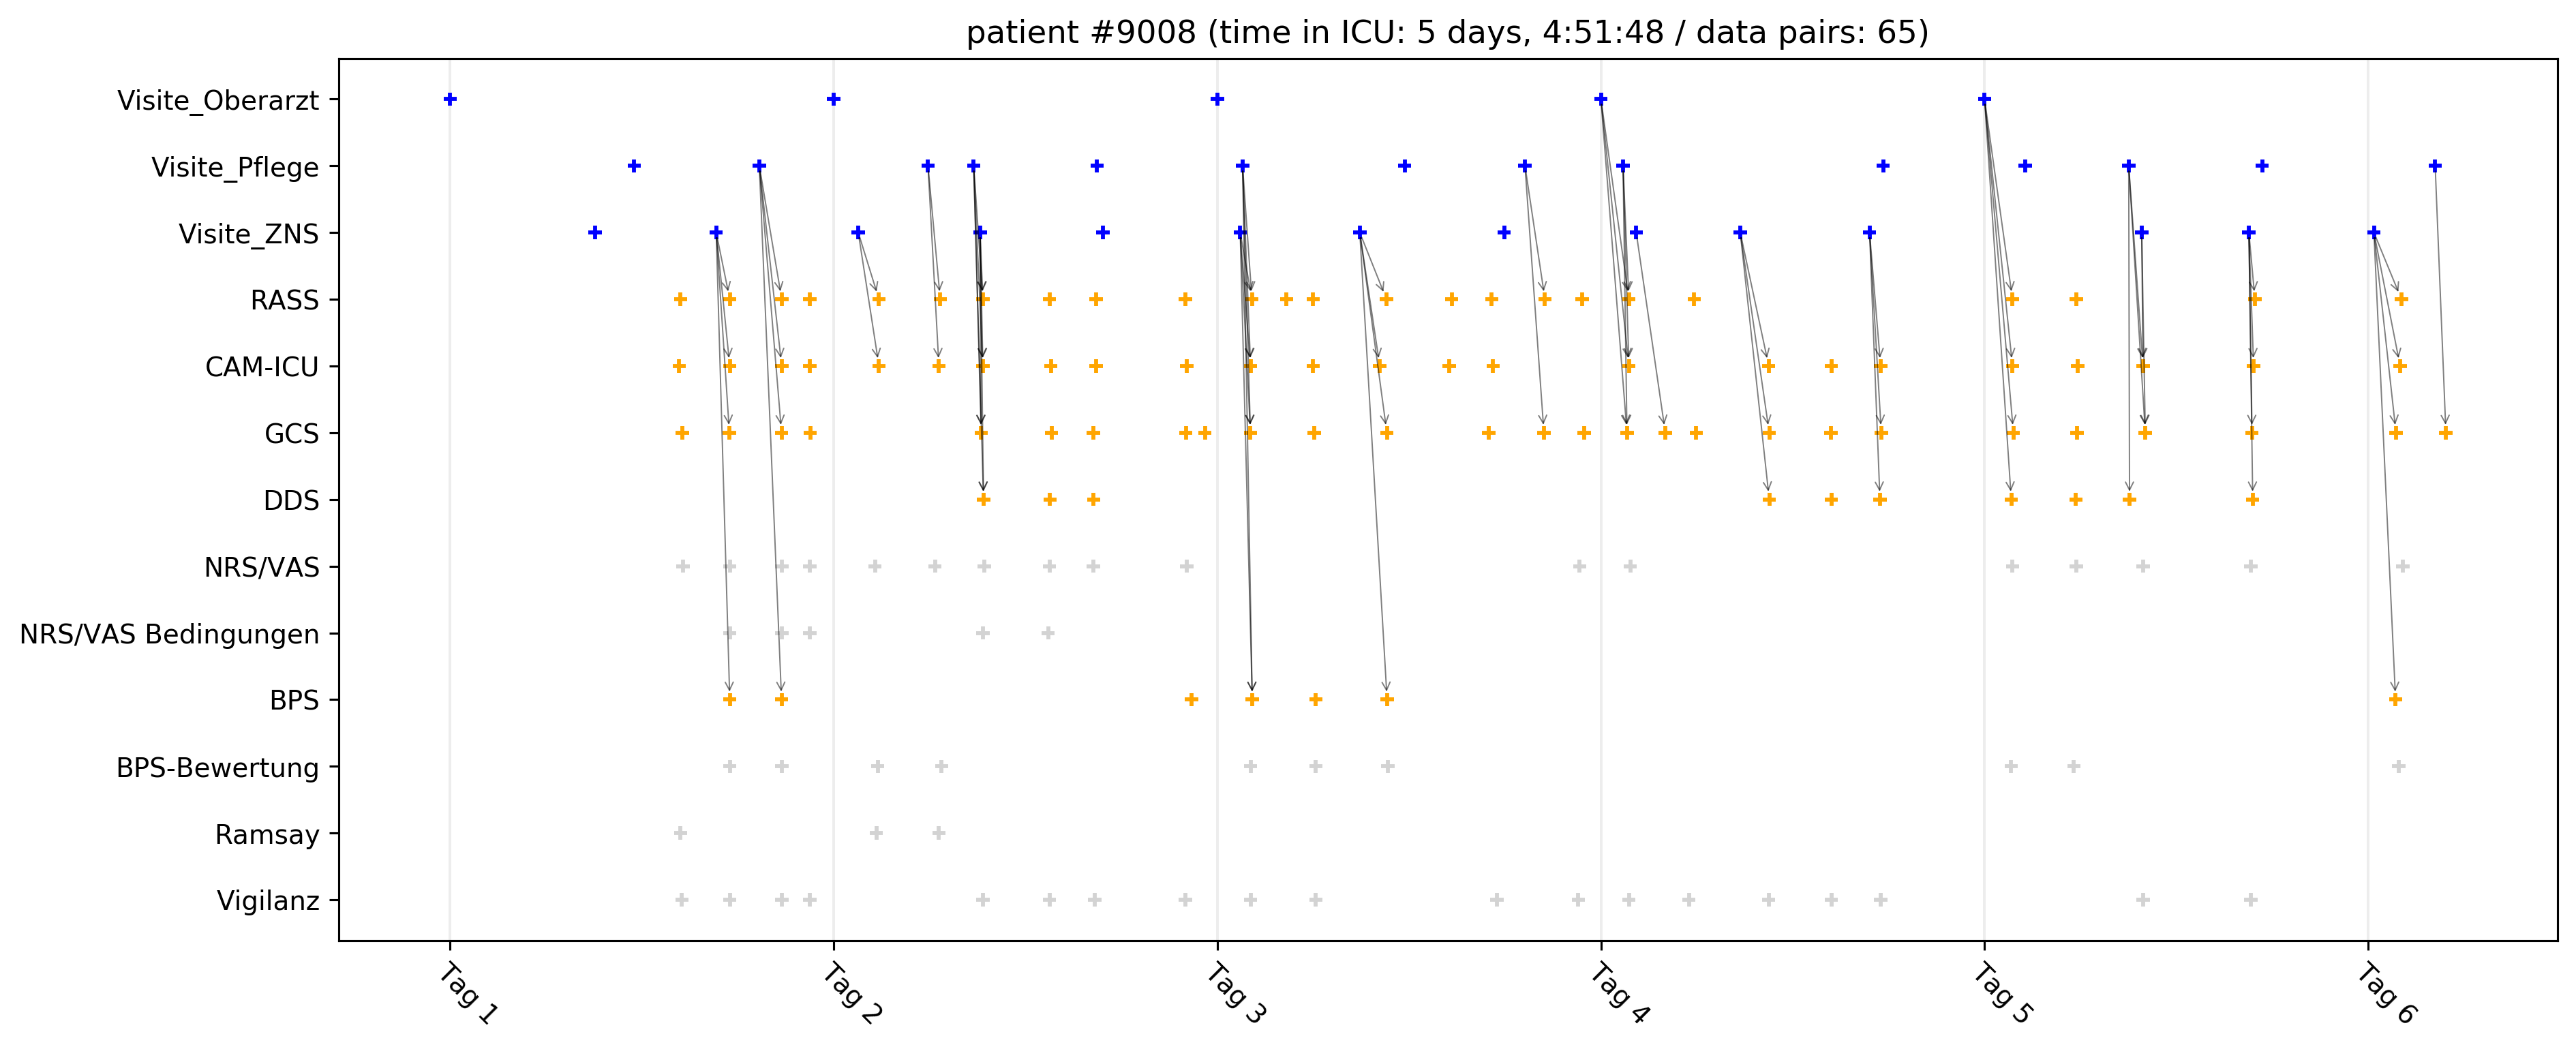 patient #9008 (time in ICU: 5 days, 4:51:48 / data pairs: 65)
Visite_Oberarzt
Visite_Pflege
Visite_ZNS
RASS
CAM-ICU
GCS
DDS
NRS/VAS
NRS/VAS Bedingungen
BPS
BPS-Bewertung
Ramsay
Vigilanz
Tag 1
Tag 2
Tag 3
Tag 4
Tag 5
Tag 6